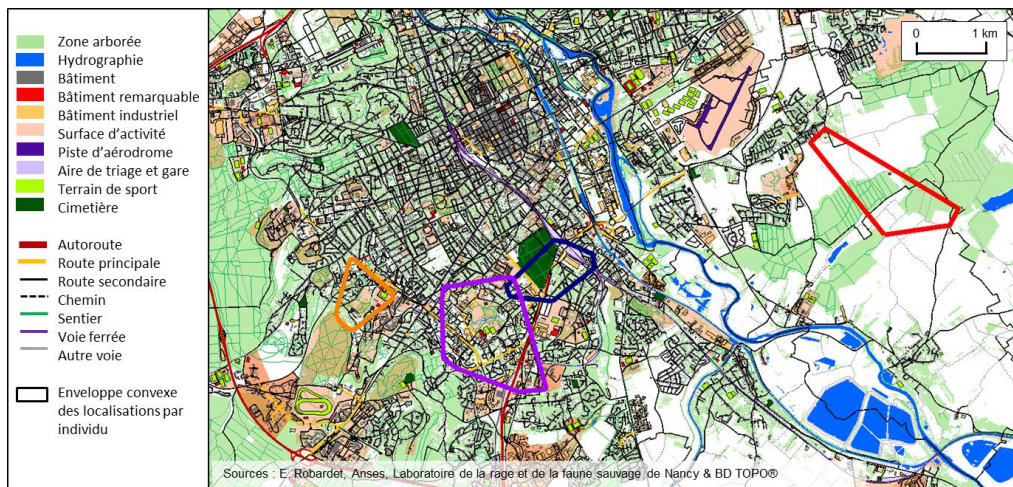 Zone arborée
Hydrographie
Bâtiment
Bâtiment remarquable
Bâtiment industriel
Surface d'activité
Piste d'aérodrome
Aire de triage et gare
Terrain de sport
Cimetière
Autoroute
Route principale
Route secondaire
Chemin
Sentier
Voie ferrée
Autre voie
Enveloppe convexe
des localisations par
individu
0 1 km
Sources : E. Robardet, Anses, Laboratoire de la rage et de la faune sauvage de Nancy & BD TOPO®